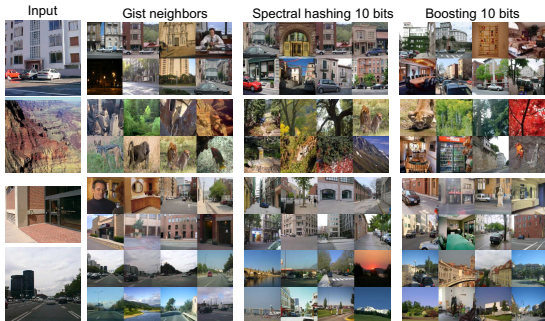 Input
Gist neighbors
Spectral hashing 10 bits
Boosting 10 bits